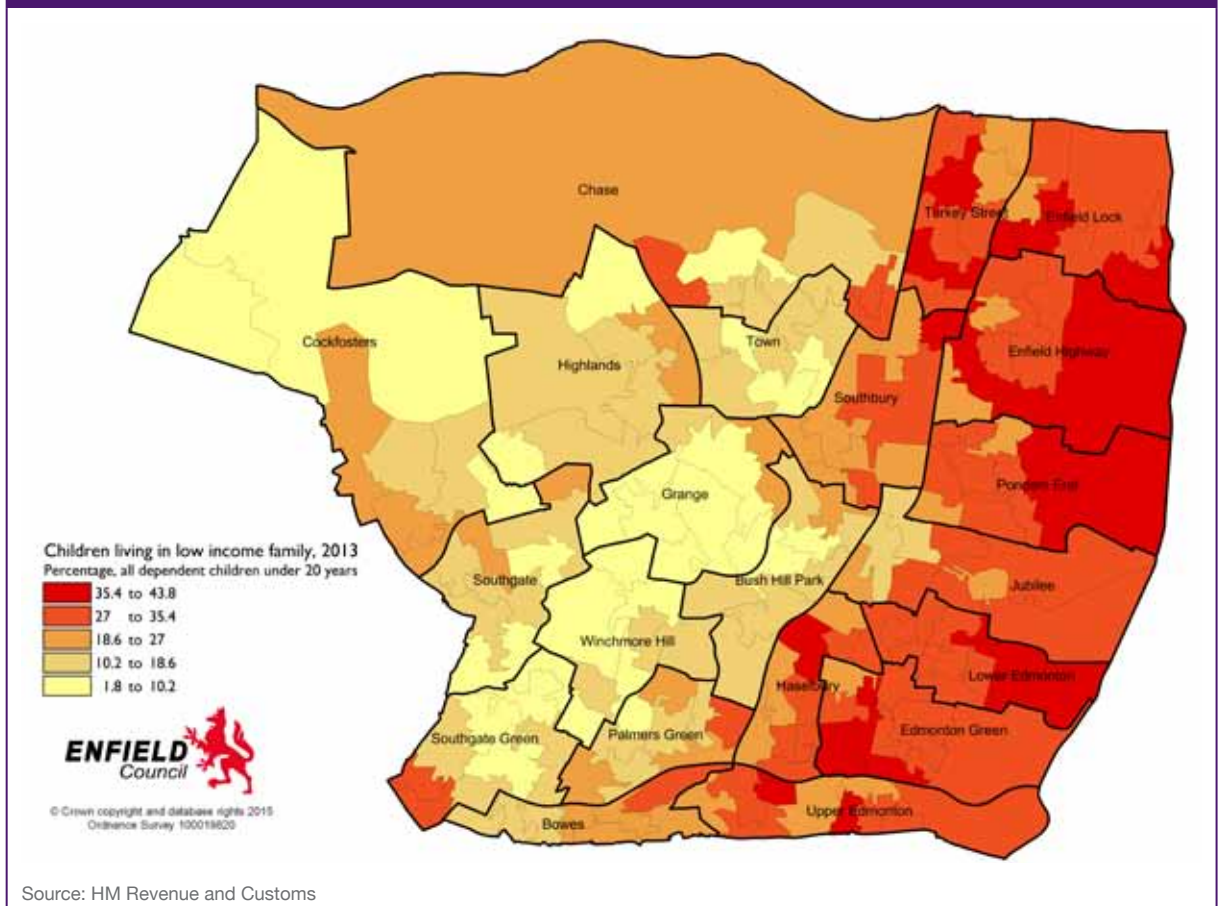 Chase
Turkey Street
Enfield Lock
Cockfosters
Highlands
Town
Enfield Highway
Southbury
Grange
Ponders End
Children living in low income family, 2013
Percentage, all dependent children under 20 years
35.4 to 43.8
27 to 35.4
18.6 to 27
10.2 to 18.6
1.8 to 10.2
Southgate
Bush Hill Park
Jubilee
Winchmore Hill
Haselbury
Lower Edmonton
Southgate Green
Palmers Green
Edmonton Green
Bowes
Upper Edmonton
ENFIELD
Council
© Crown copyright and database rights 2015
Ordnance Survey 100019820
Source: HM Revenue and Customs